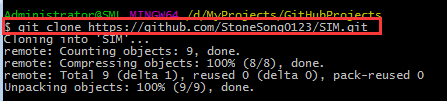 Administrator@SML MINGW64 /d/MyProjects/GitHubProjects
$ git clone https://github.com/StoneSong0123/SIM.git
Cloning into 'SIM'...
remote: Counting objects: 9, done.
remote: Compressing objects: 100% (8/8), done.
remote: Total 9 (delta 1), reused 0 (delta 0), pack-reused 0
Unpacking objects: 100% (9/9), done.